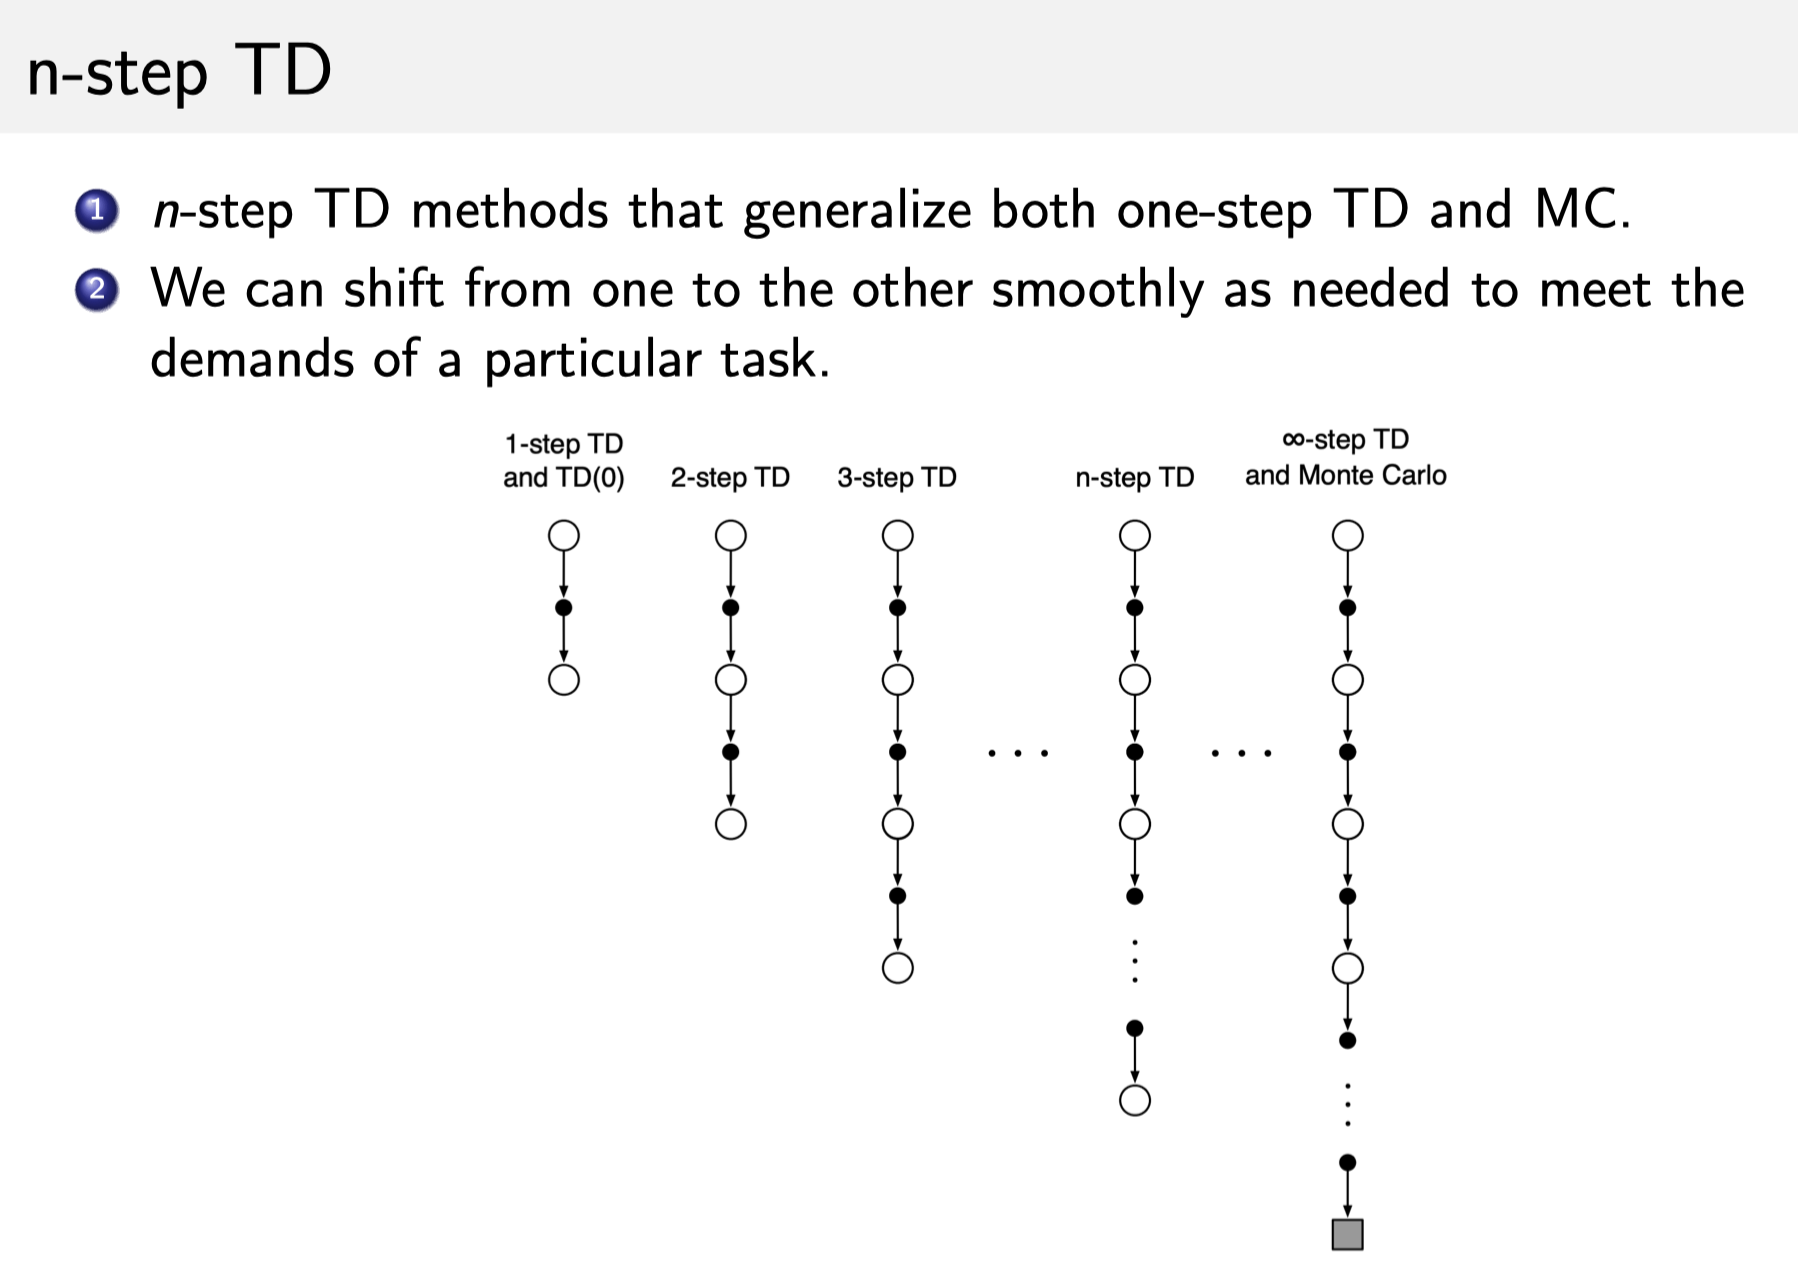 n-step TD
1 n-step TD methods that generalize both one-step TD and MC.
2 We can shift from one to the other smoothly as needed to meet the
demands of a particular task.
1-step TD
and TD(0)
2-step TD
3-step TD
n-step TD
∞-step TD
and Monte Carlo